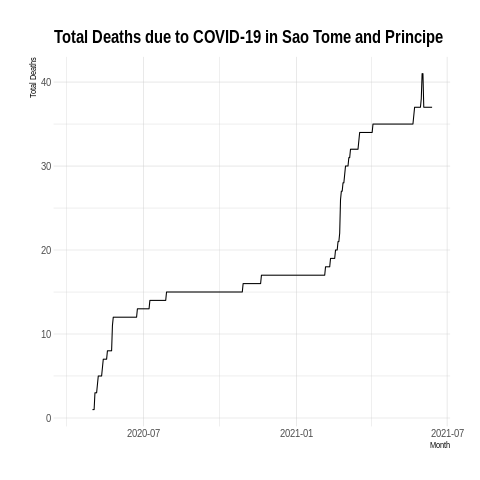 Total Deaths due to COVID-19 in Sao Tome and Principe
Total Deaths
40
30
20
10
0
2020-07
2021-01
2021-07
Month